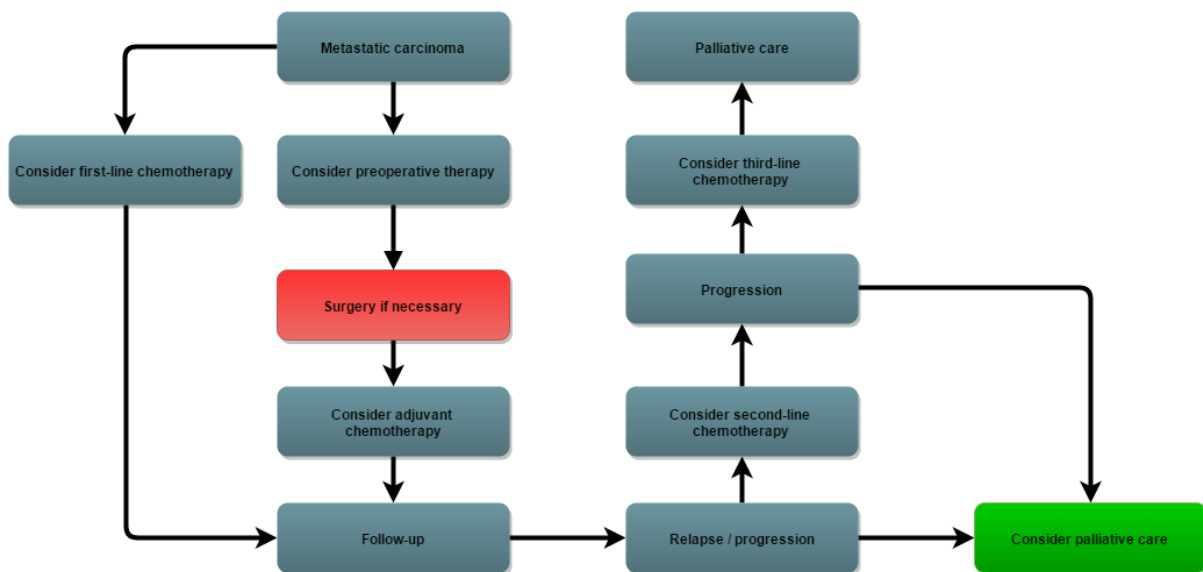 Metastatic carcinoma
Palliative care
Consider first-line chemotherapy
Consider preoperative therapy
Consider third-line
chemotherapy
Surgery if necessary
Progression
Consider adjuvant
chemotherapy
Consider second-line
chemotherapy
Follow-up
Relapse / progression
Consider palliative care